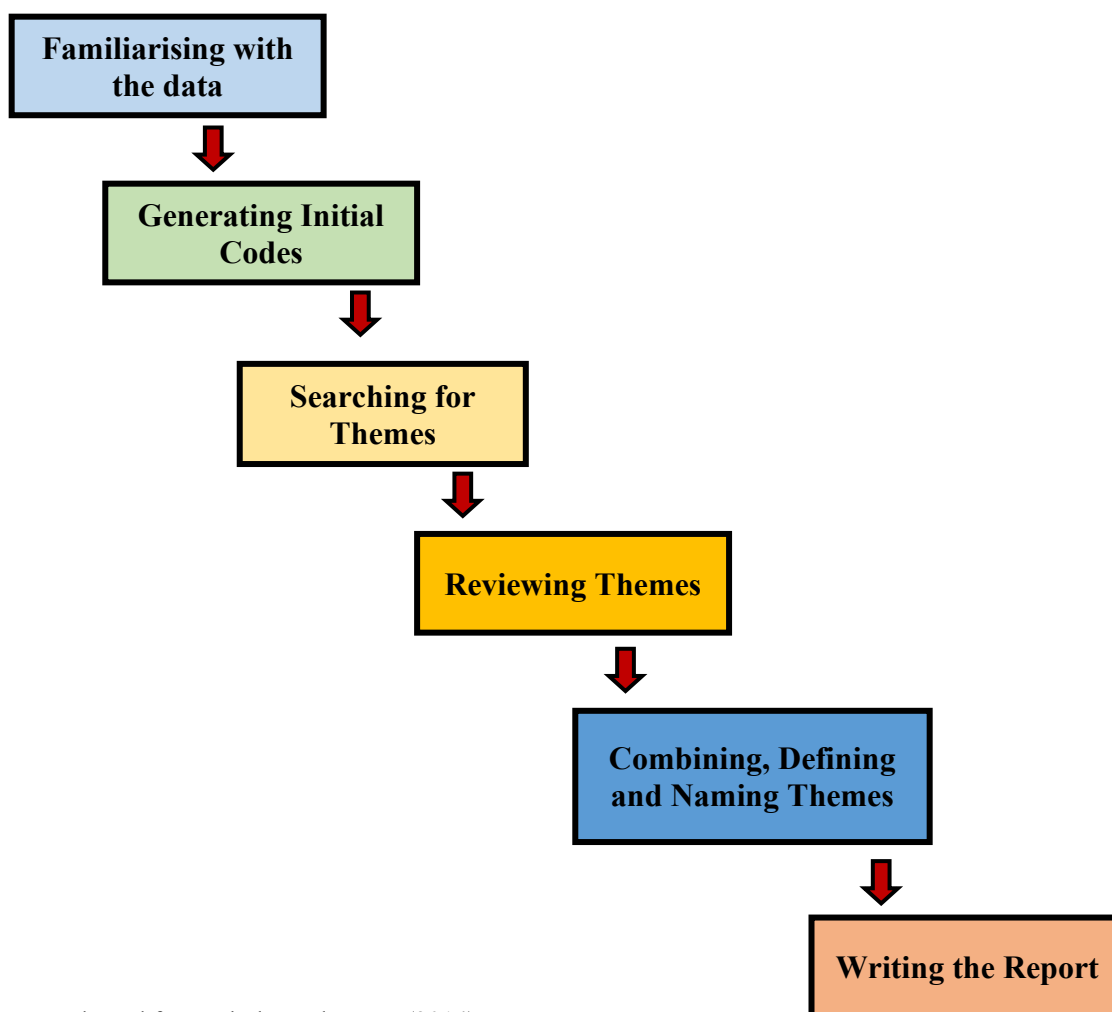 Familiarising with
the data
Generating Initial
Codes
Searching for
Themes
Reviewing Themes
Combining, Defining
and Naming Themes
Writing the Report